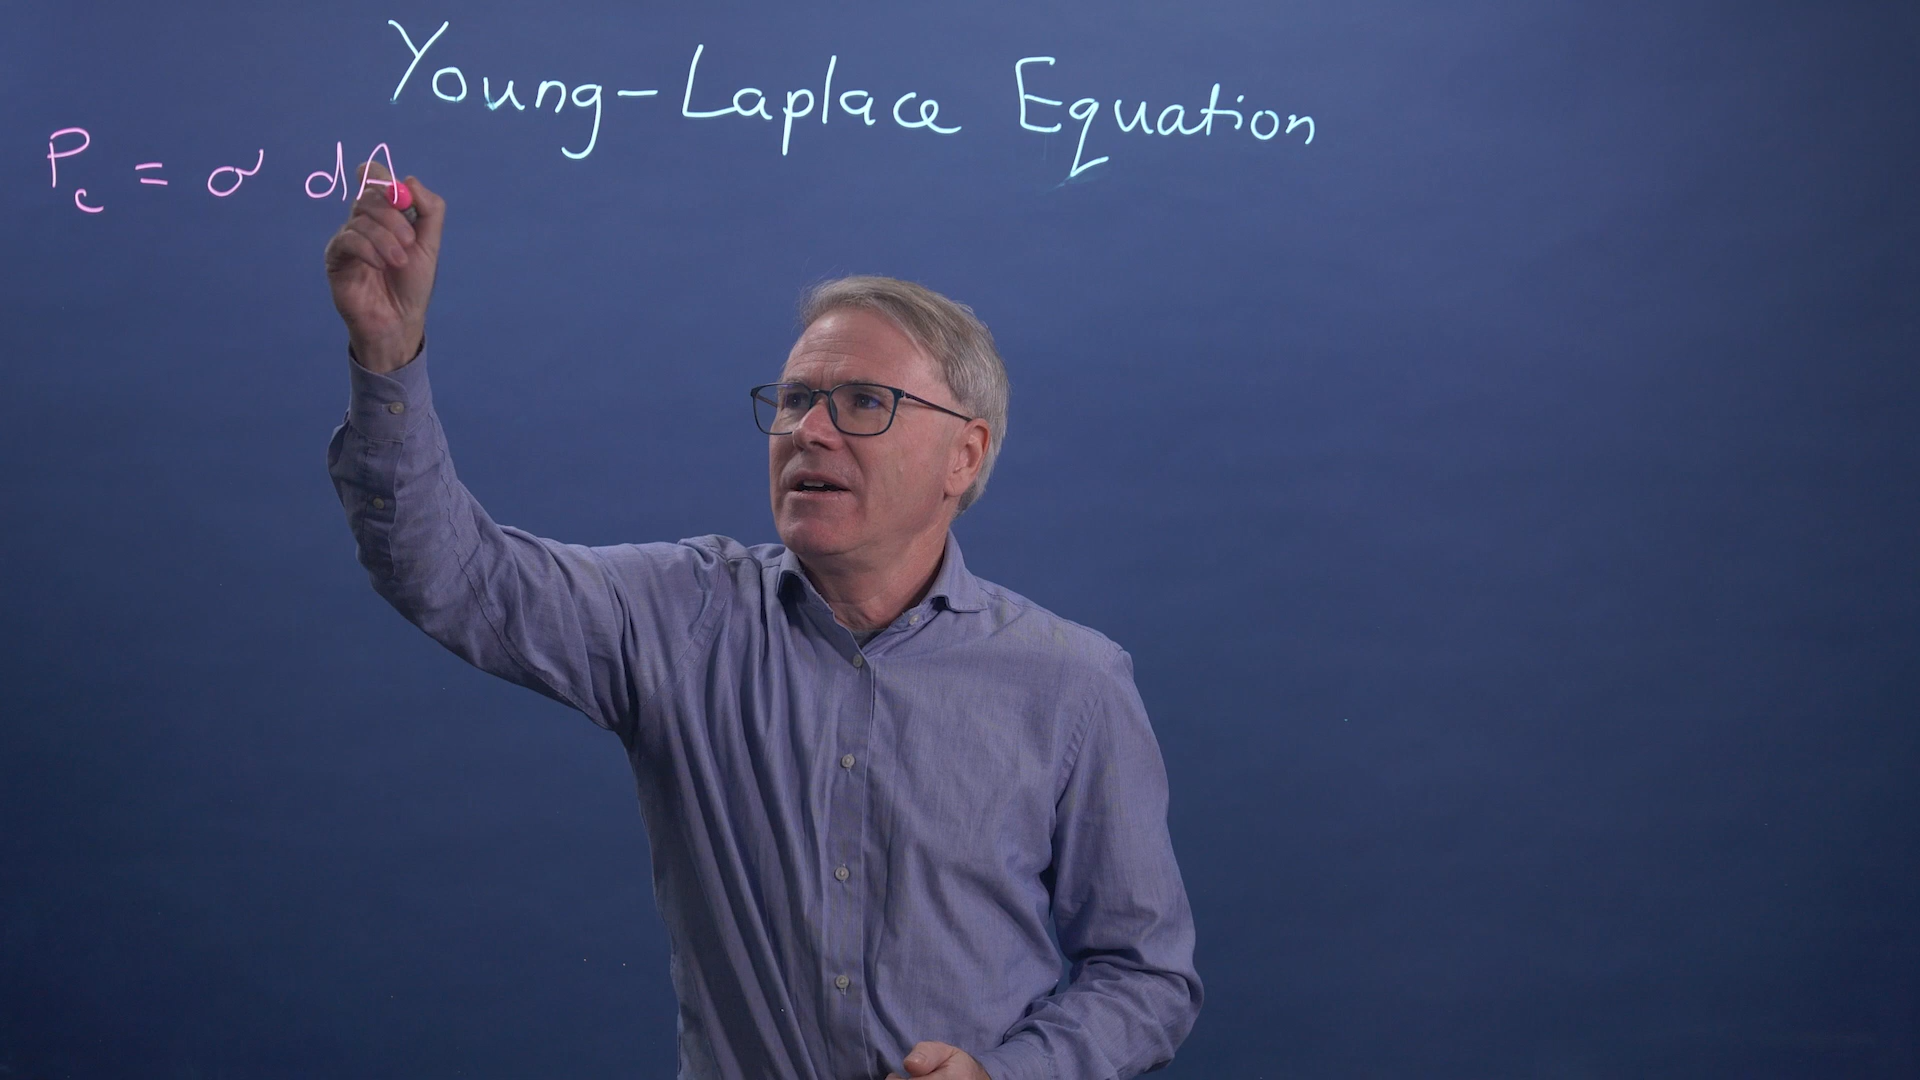 Young-Laplace Equation
Pc = σ dA